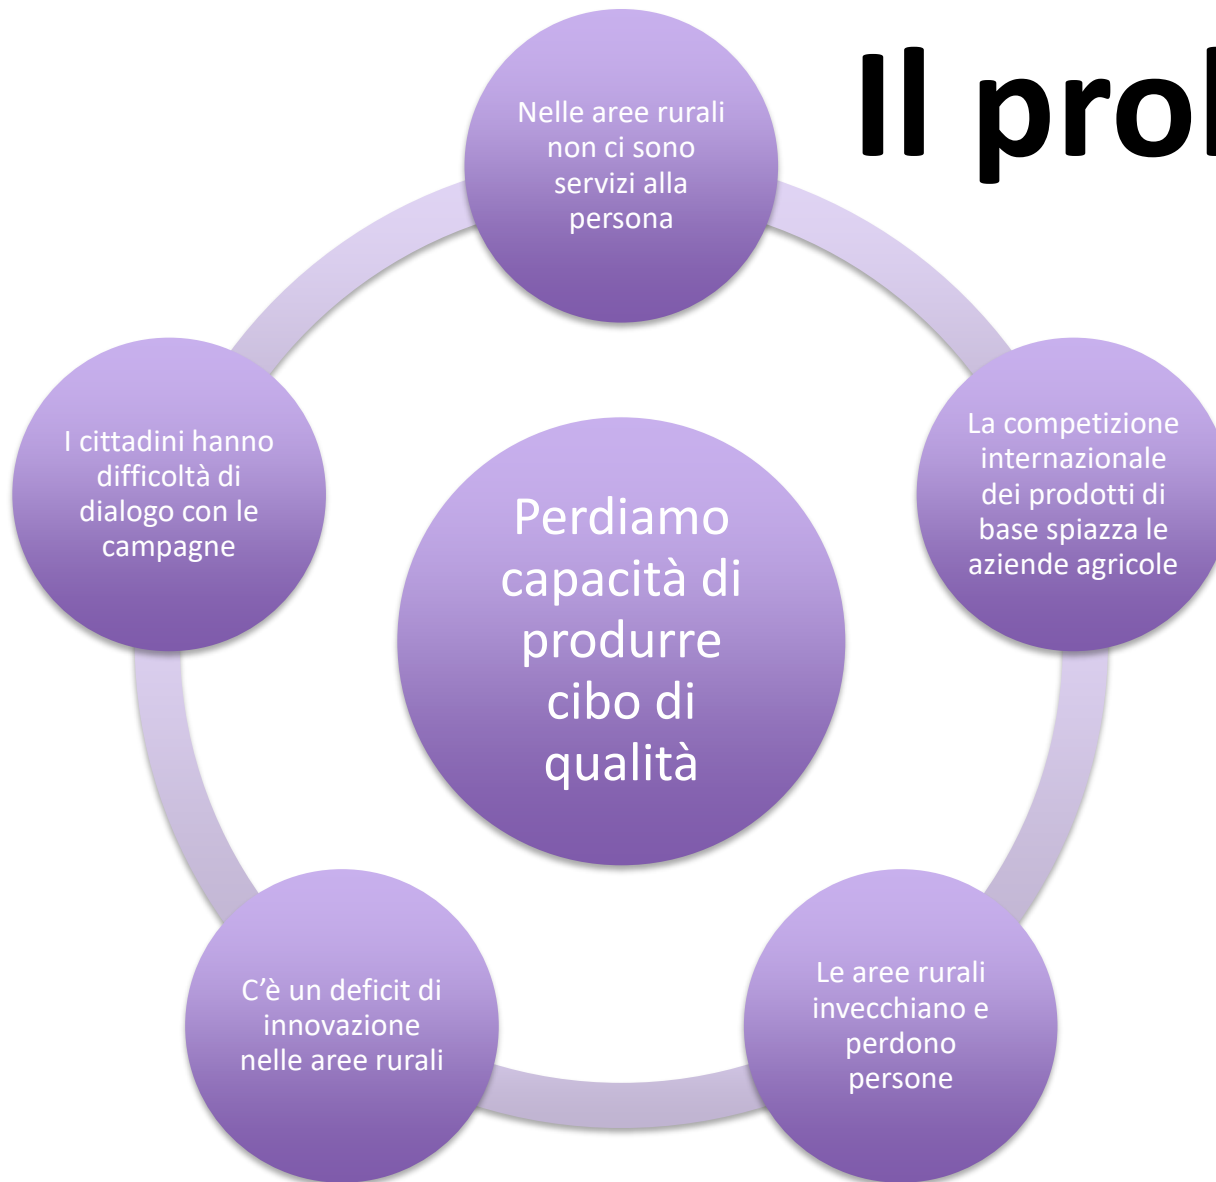 Il pro
Nelle aree rurali
non ci sono
servizi alla
persona
La competizione
internazionale
dei prodotti di
base spiazza le
aziende agricole
Le aree rurali
invecchiano e
perdono
persone
C’è un deficit di
innovazione
nelle aree rurali
I cittadini hanno
difficoltà di
dialogo con le
campagne
Perdiamo
capacità di
produrre
cibo di
qualità